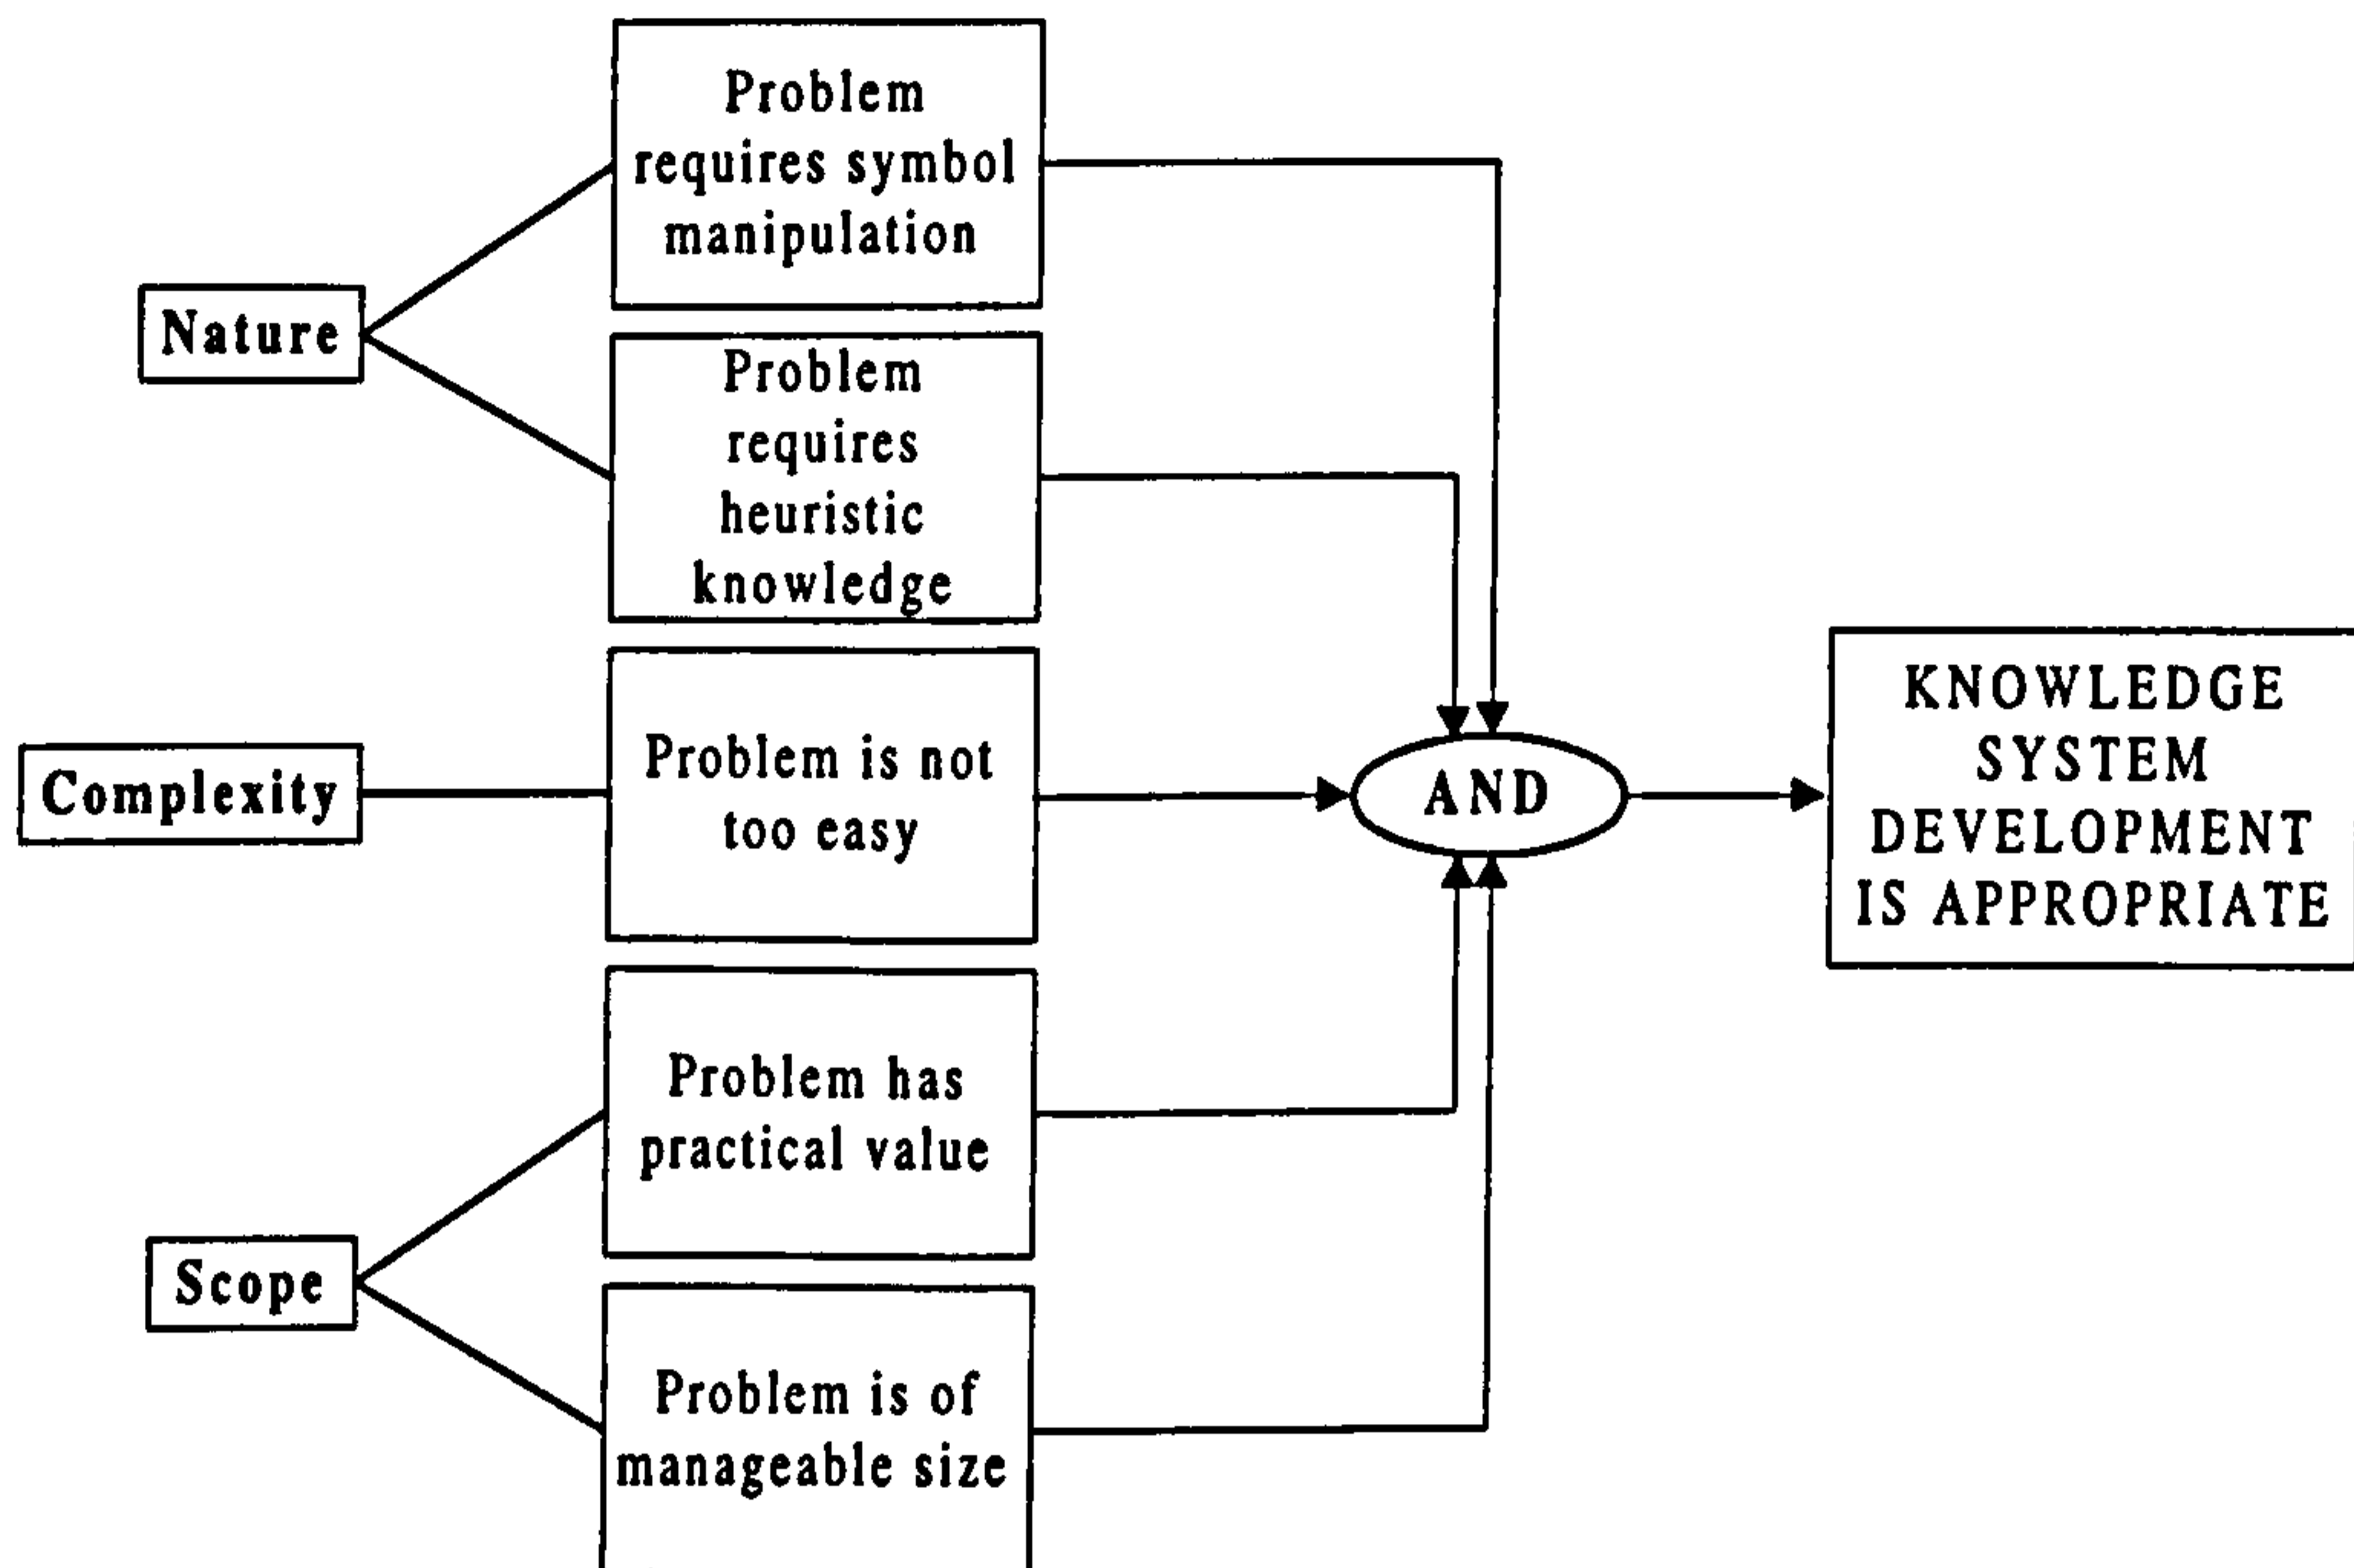 Nature
Problem
requires symbol
manipulation
Problem
requires
heuristic
knowledge
Complexity
Problem is not
too easy
Scope
Problem has
practical value
Problem is of
manageable size
AND
KNOWLEDGE
SYSTEM
DEVELOPMENT
IS APPROPRIATE